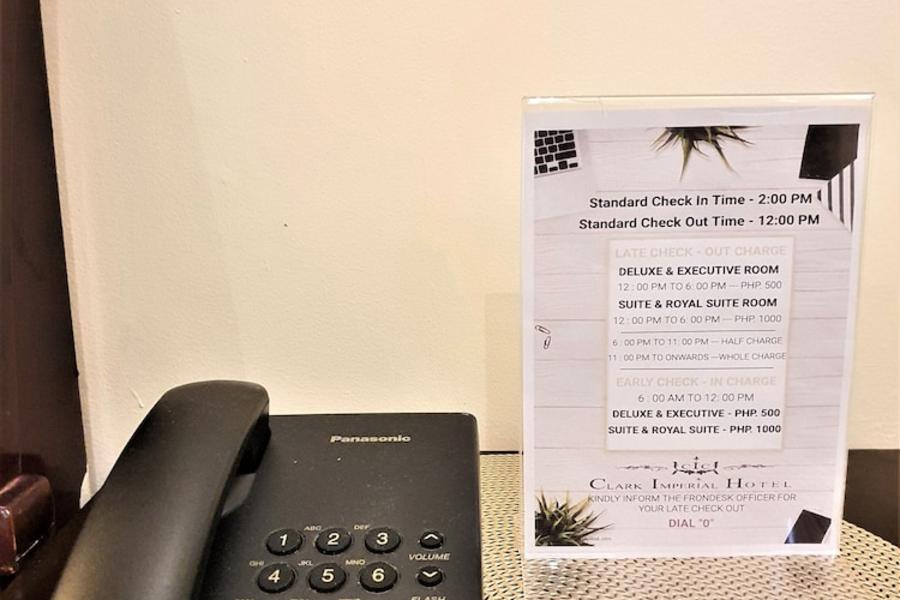 Standard Check In Time - 2:00 PM
Standard Check Out Time - 12:00 PM
LATE CHECK - OUT CHARGE
DELUXE & EXECUTIVE ROOM
12 : 00 PM TO 6: 00 PM --- PHP. 500
SUITE & ROYAL SUITE ROOM
12 : 00 PM TO 6: 00 PM --- PHP. 1000
6 : 00 PM TO 11: 00 PM --- HALF CHARGE
11 : 00 PM TO ONWARDS ---WHOLE CHARGE
EARLY CHECK - IN CHARGE
6 : 00 AM TO 12: 00 PM
DELUXE & EXECUTIVE - PHP. 500
SUITE & ROYAL SUITE - PHP. 1000
CIC
CLARK IMPERIAL HOTEL
KINDLY INFORM THE FRONDESK OFFICER FOR
YOUR LATE CHECK OUT
DIAL "0"
Panasonic
ABC DEF
1 2 3
VOLUME
GHI JKL MNO
4 5 6
FLASH